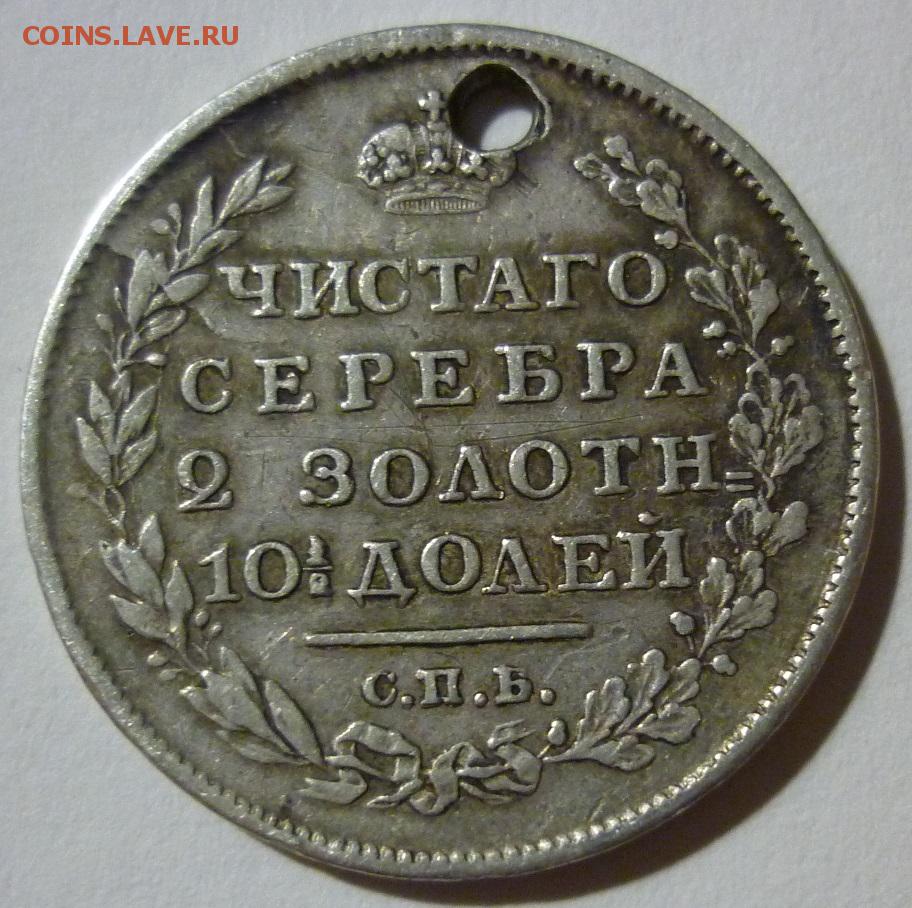 COINS.LAVE.RU
ЧИСТАГО
СЕРЕБРА
2 ЗОЛОТН=
10½ ДОЛЕЙ
С.П.Б.